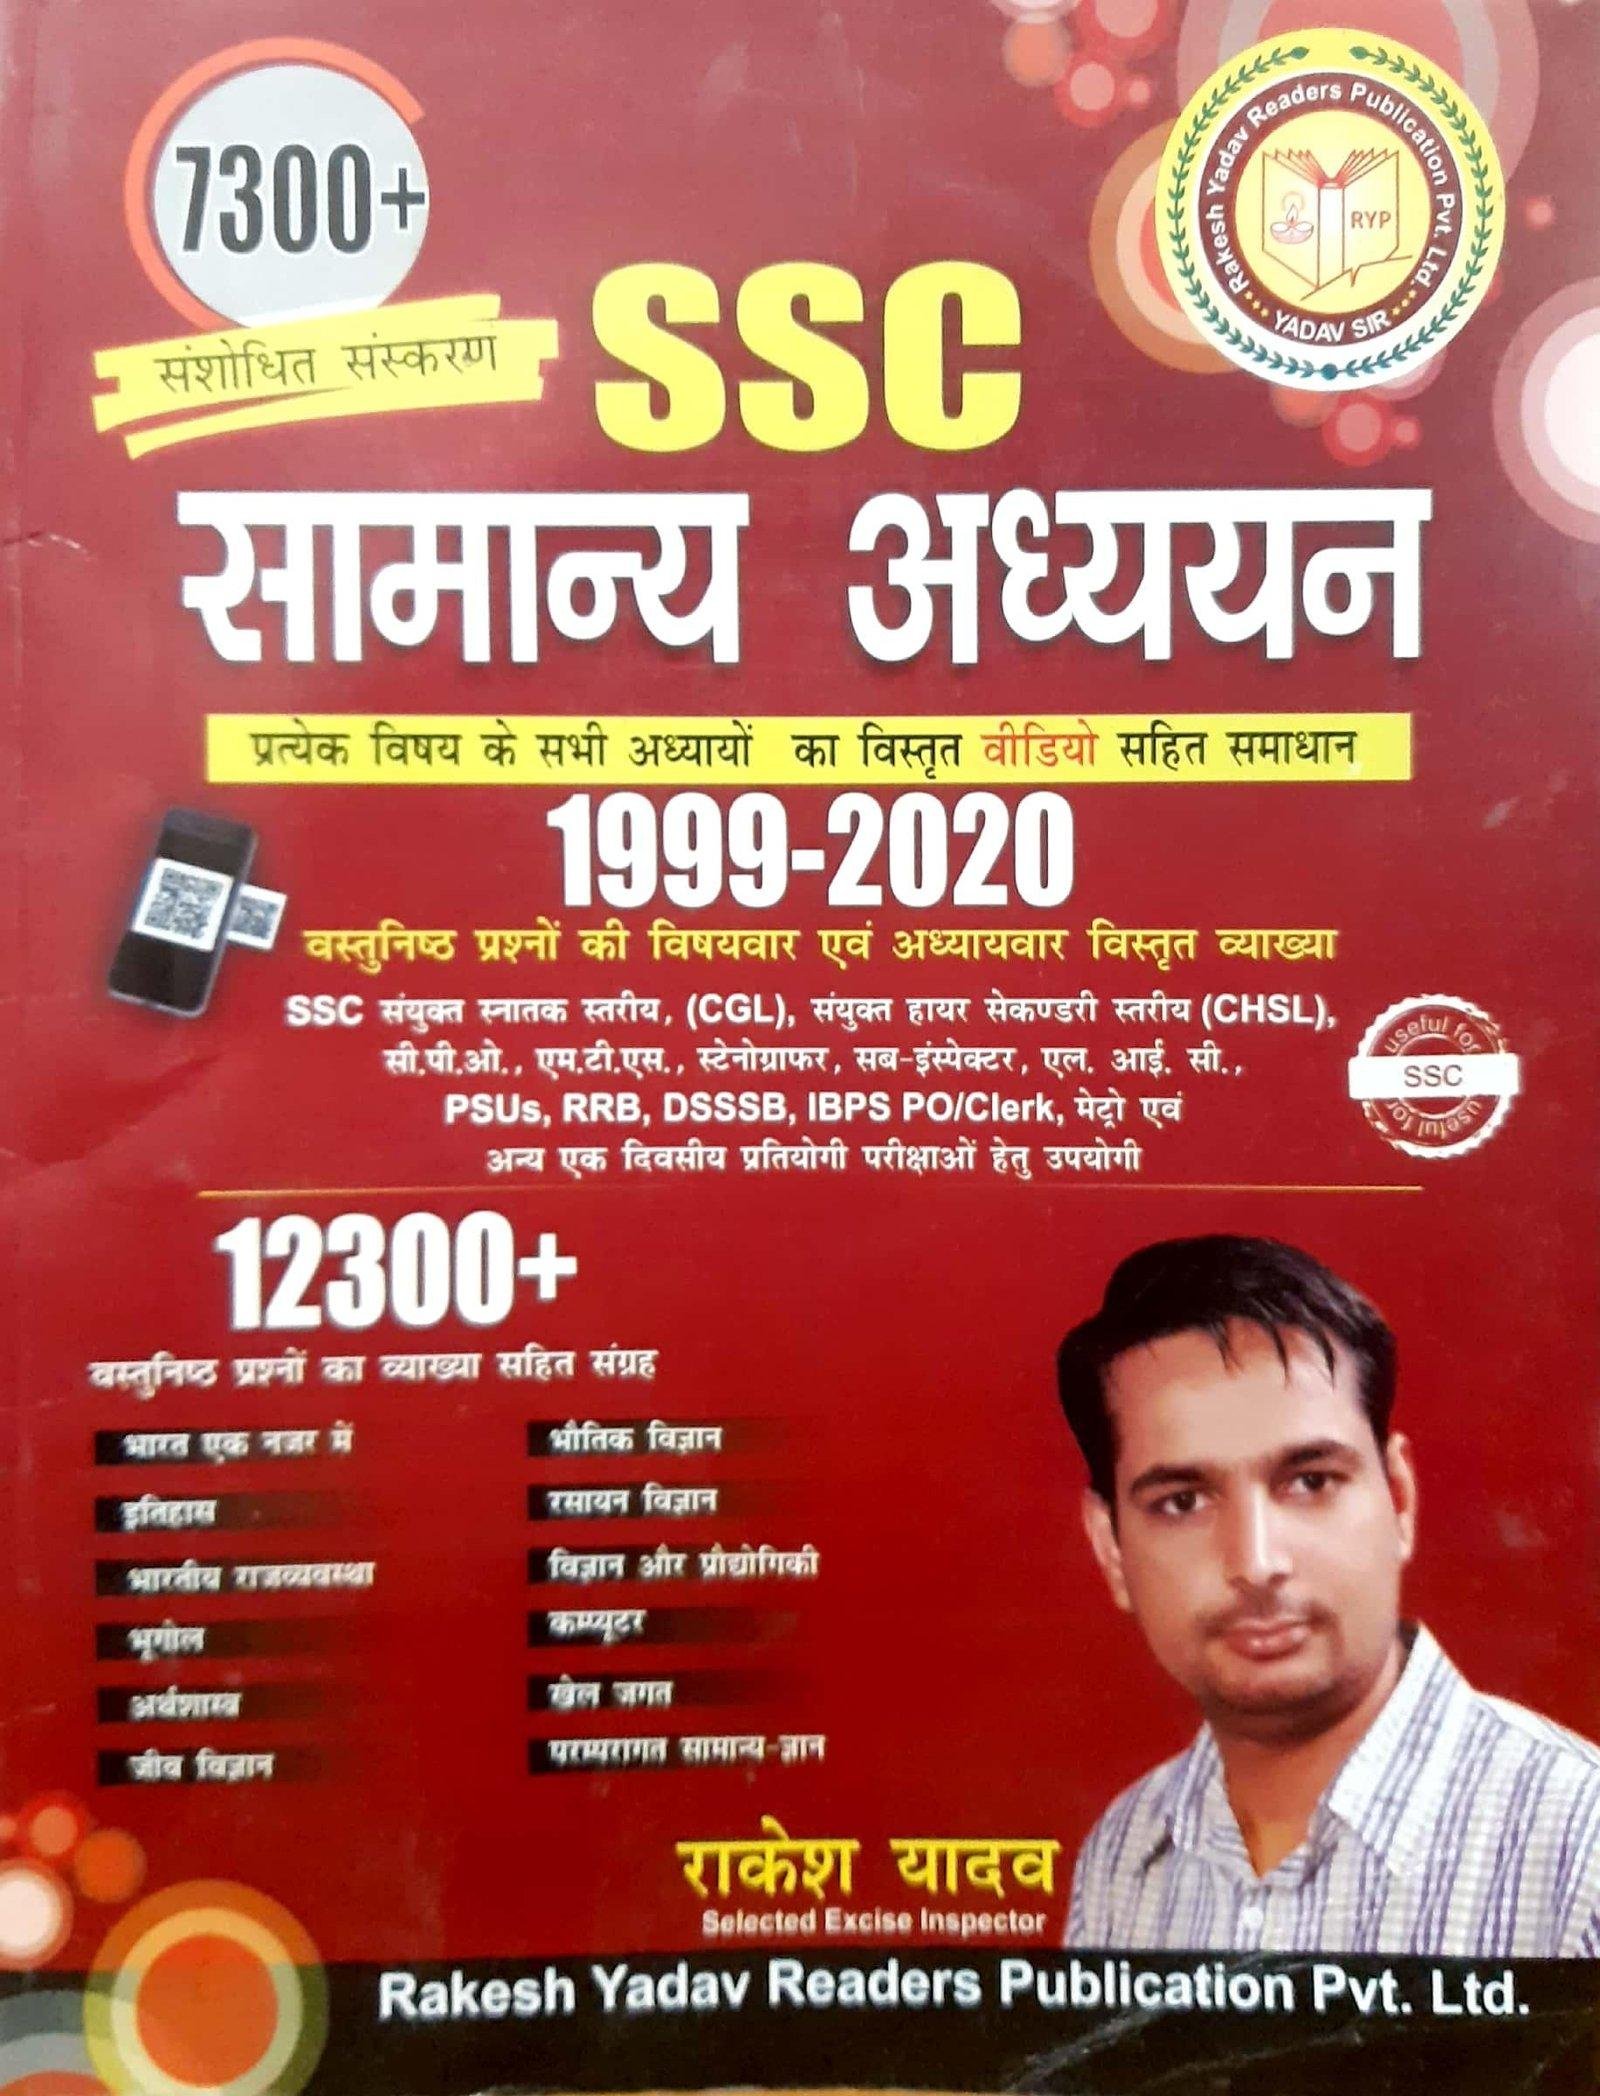 7300+
संशोधित संस्करण
Rakesh Yadav Readers Publication Pvt. Ltd.
RYP
YADAV SIR
SSC
सामान्य अध्ययन
प्रत्येक विषय के सभी अध्यायों का विस्तृत वीडियो सहित समाधान
1999-2020
वस्तुनिष्ठ प्रश्नों की विषयवार एवं अध्यायवार विस्तृत व्याख्या
SSC संयुक्त स्नातक स्तरीय, (CGL), संयुक्त हायर सेकण्डरी स्तरीय (CHSL),
सी.पी.ओ., एम.टी.एस., स्टेनोग्राफर, सब-इंस्पेक्टर, एल. आई. सी.,
PSUs, RRB, DSSSB, IBPS PO/Clerk, मेट्रो एवं
अन्य एक दिवसीय प्रतियोगी परीक्षाओं हेतु उपयोगी
useful for
SSC
useful for
12300+
वस्तुनिष्ठ प्रश्नों का व्याख्या सहित संग्रह
भारत एक नजर में
इतिहास
भारतीय राजव्यवस्था
भूगोल
अर्थशास्त्र
जीव विज्ञान
भौतिक विज्ञान
रसायन विज्ञान
विज्ञान और प्रौद्योगिकी
कम्प्यूटर
खेल जगत
परम्परागत सामान्य-ज्ञान
राकेश यादव
Selected Excise Inspector
Rakesh Yadav Readers Publication Pvt. Ltd.